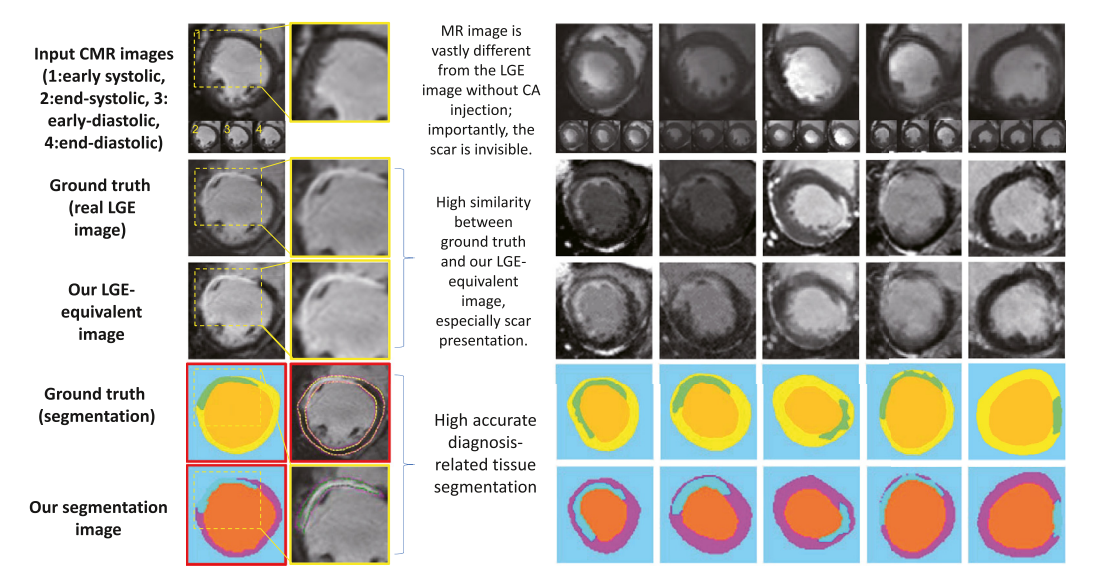 Input CMR images
(1:early systolic,
2:end-systolic, 3:
early-diastolic,
4:end-diastolic)
1
2
3
4
MR image is
vastly different
from the LGE
image without CA
injection;
importantly, the
scar is invisible.
Ground truth
(real LGE
image)
Our LGE-
equivalent
image
High similarity
between
ground truth
and our LGE-
equivalent
image,
especially scar
presentation.
Ground truth
(segmentation)
Our segmentation
image
High accurate
diagnosis-
related tissue
segmentation